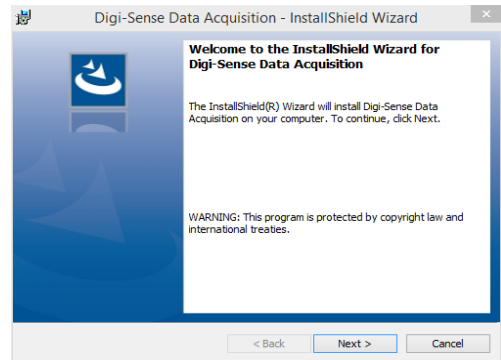 Digi-Sense Data Acquisition - InstallShield Wizard
Welcome to the InstallShield Wizard for
Digi-Sense Data Acquisition
The InstallShield(R) Wizard will install Digi-Sense Data
Acquisition on your computer. To continue, click Next.
WARNING: This program is protected by copyright law and
international treaties.
< Back
Next >
Cancel